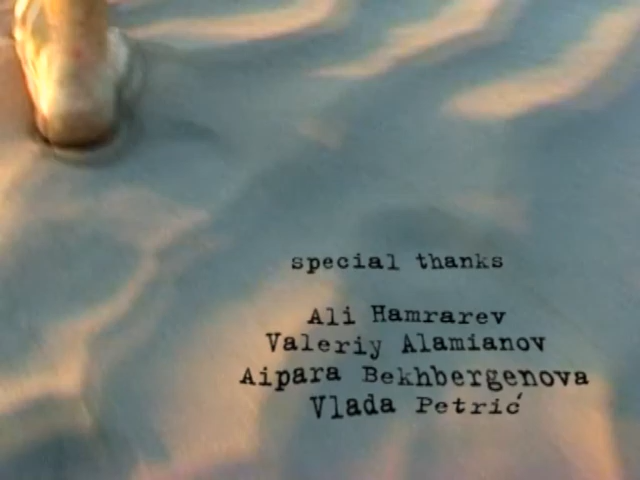 special thanks
Ali Hamrarev
Valeriy Alamianov
Aipara Bekhbergenova
Vlada Petrić